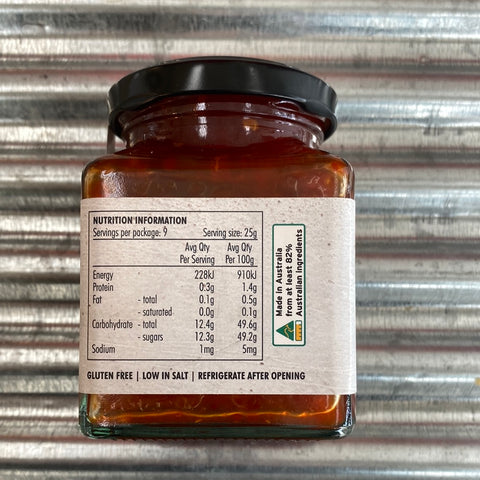 NUTRITION INFORMATION
Servings per package: 9 Serving size: 25g
Avg Qty Avg Qty
Per Serving Per 100g
Energy 228kJ 910kJ
Protein 0.3g 1.4g
Fat - total 0.1g 0.5g
- saturated 0.0g 0.1g
Carbohydrate - total 12.4g 49.6g
- sugars 12.3g 49.2g
Sodium 1mg 5mg
GLUTEN FREE | LOW IN SALT | REFRIGERATE AFTER OPENING
Made in Australia
from at least 82%
Australian ingredients